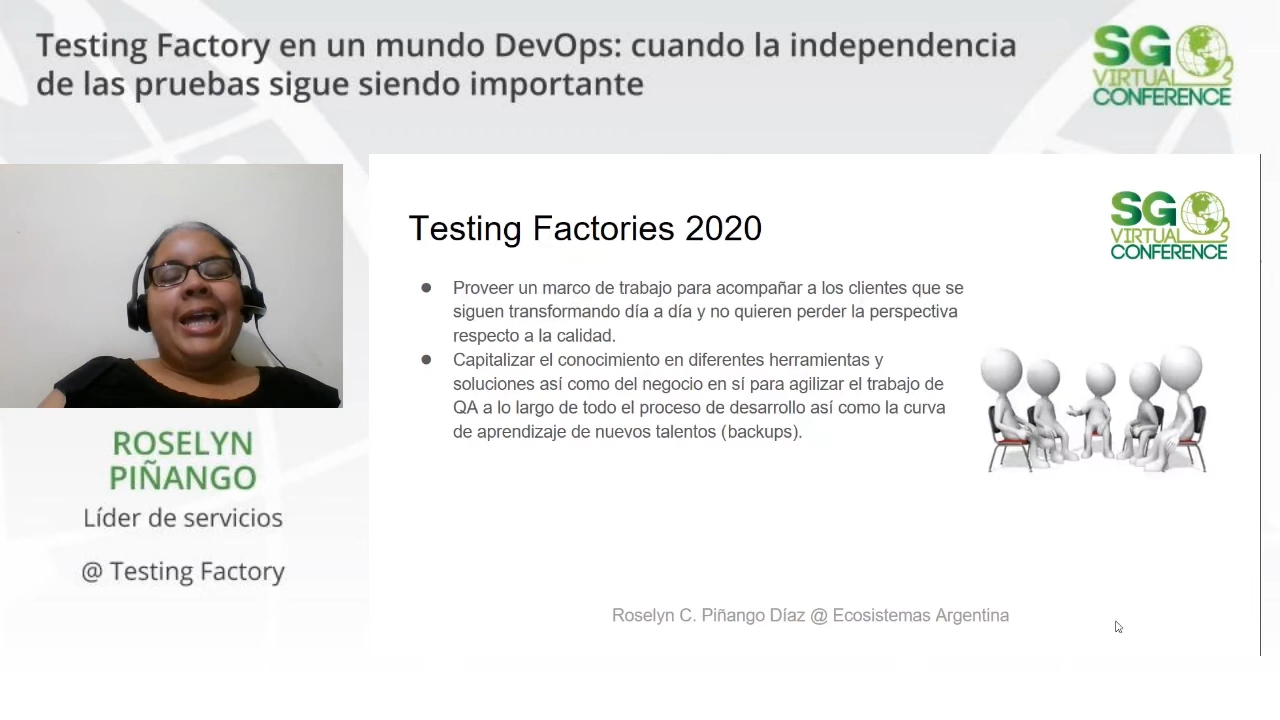 Testing Factory en un mundo DevOps: cuando la independencia
de las pruebas sigue siendo importante
SG
VIRTUAL
CONFERENCE
Testing Factories 2020
SG
VIRTUAL
CONFERENCE
● Proveer un marco de trabajo para acompañar a los clientes que se
siguen transformando día a día y no quieren perder la perspectiva
respecto a la calidad.
● Capitalizar el conocimiento en diferentes herramientas y
soluciones así como del negocio en sí para agilizar el trabajo de
QA a lo largo de todo el proceso de desarrollo así como la curva
de aprendizaje de nuevos talentos (backups).
ROSELYN
PIÑANGO
Líder de servicios
@ Testing Factory
Roselyn C. Piñango Díaz @ Ecosistemas Argentina